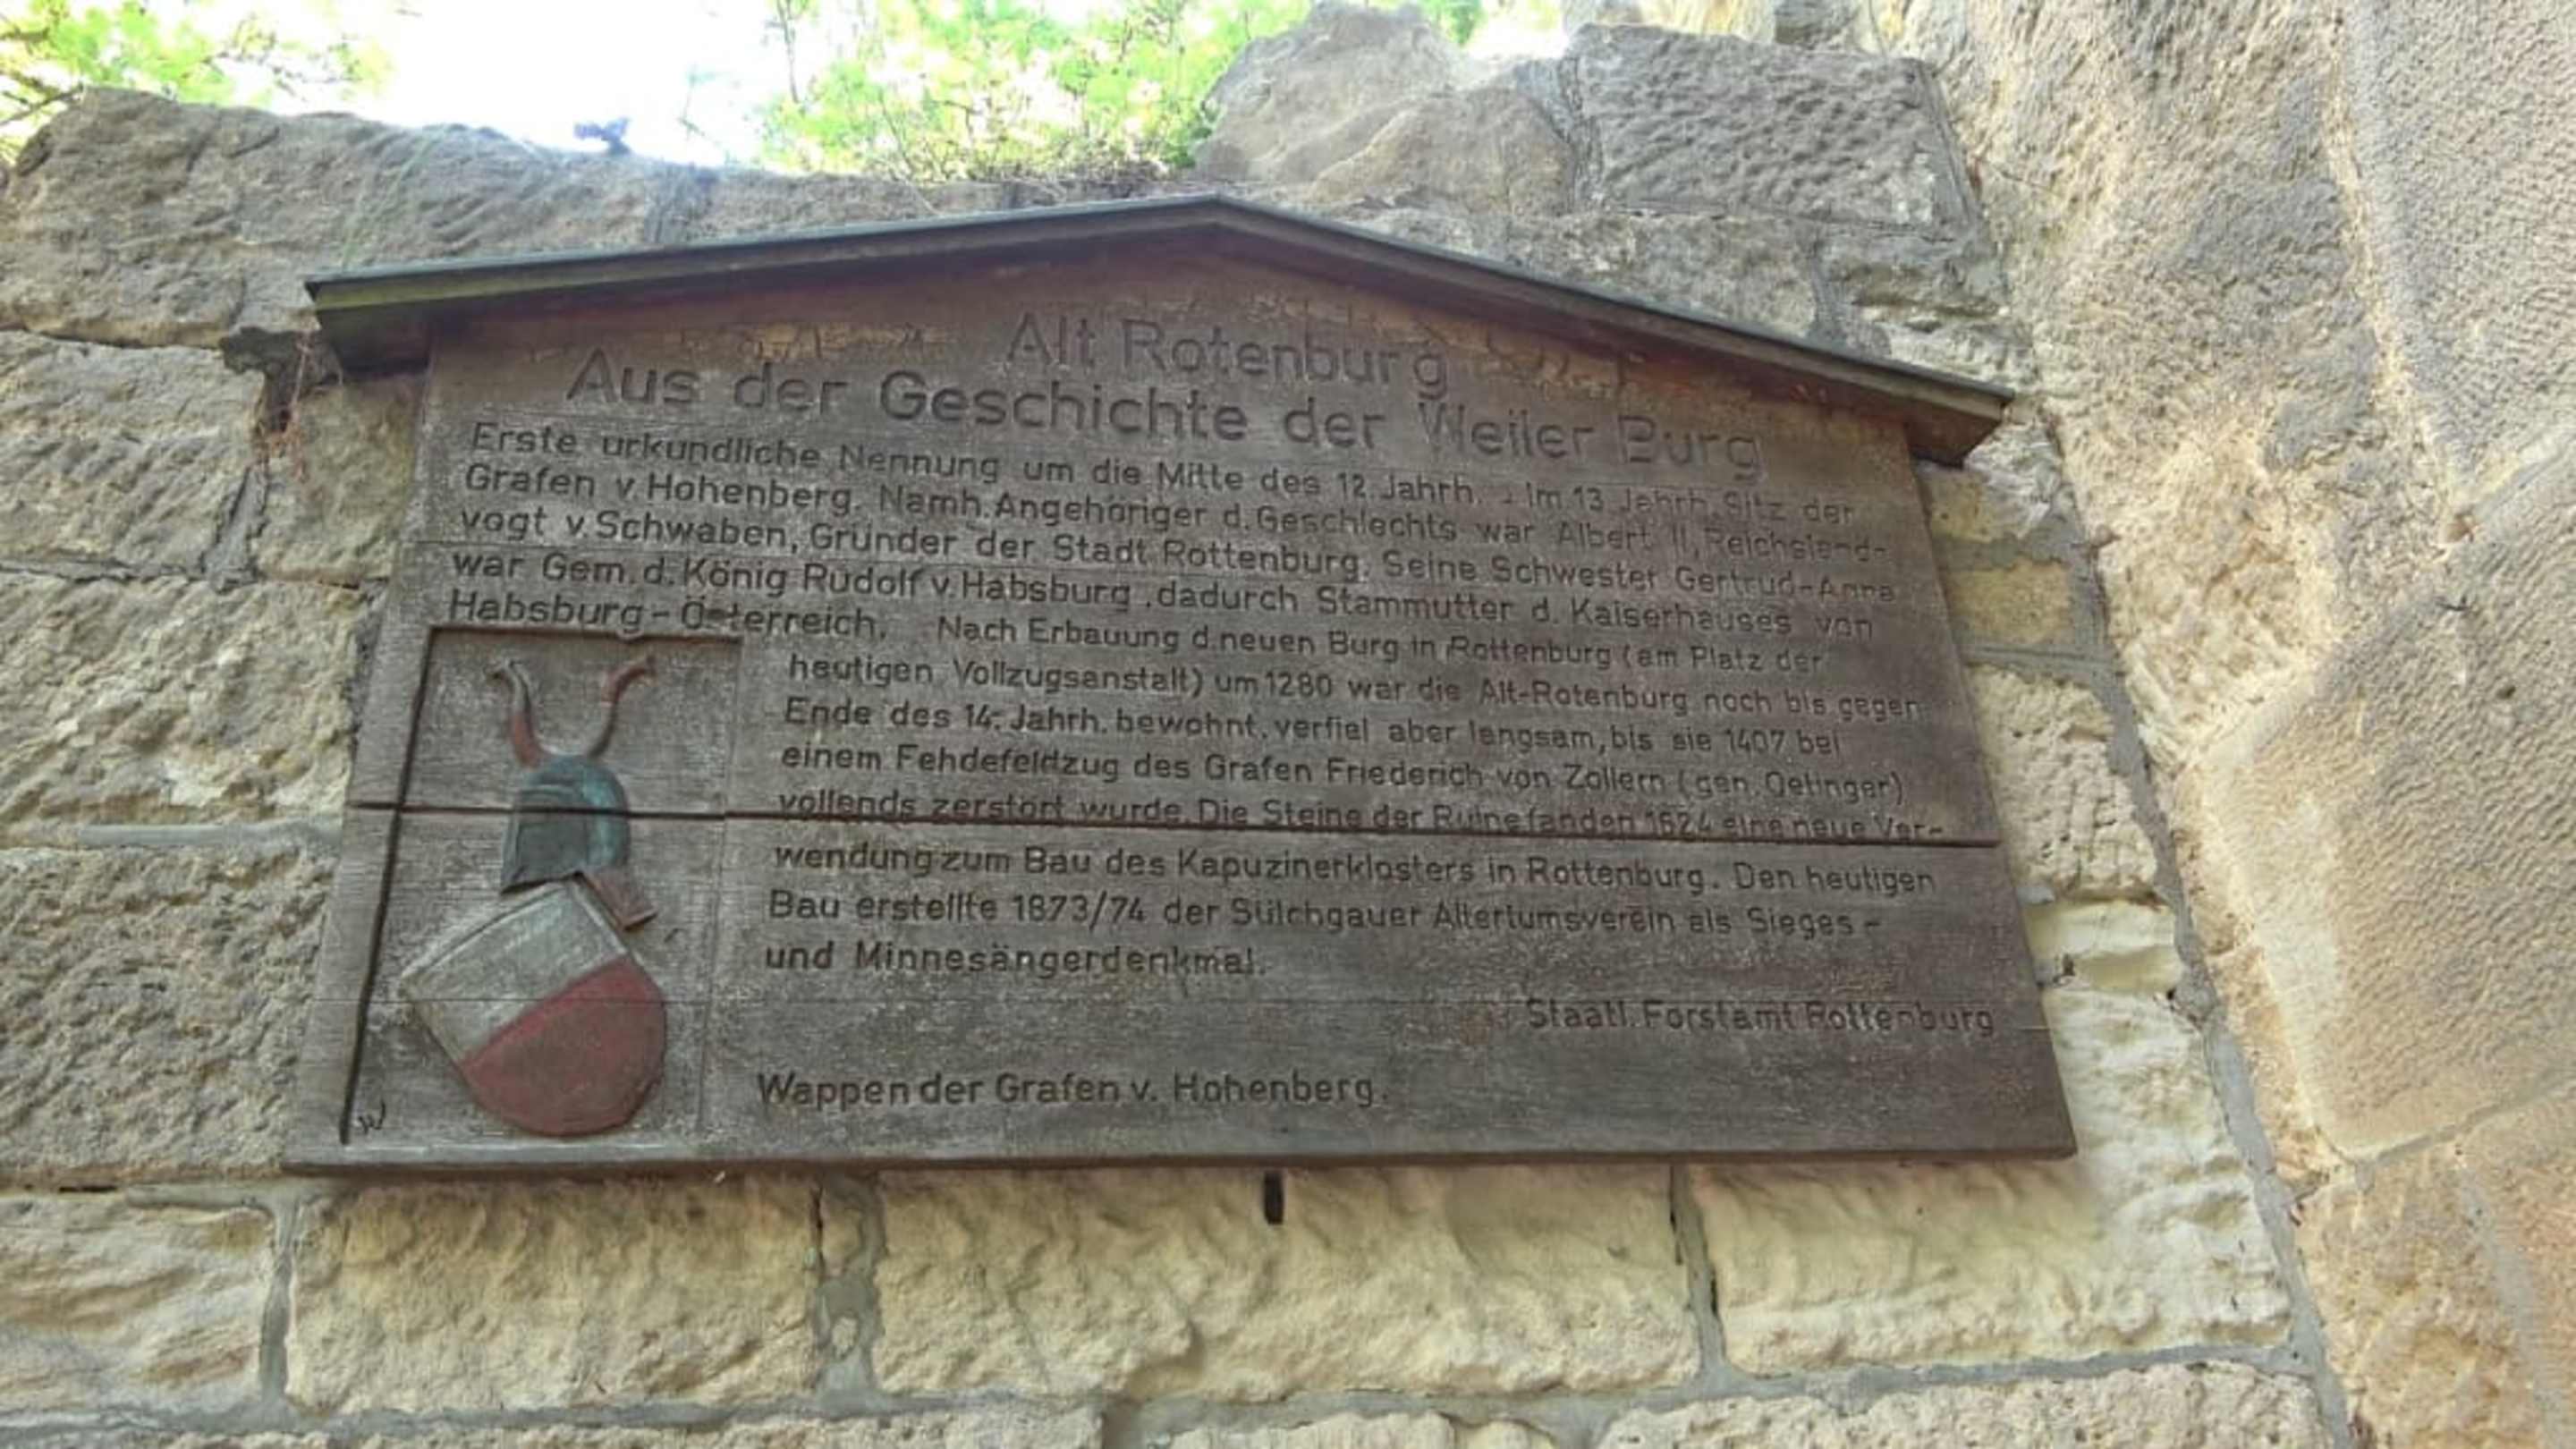 Alt Rotenburg
Aus der Geschichte der Weiler Burg
Erste urkundliche Nennung um die Mitte des 12. Jahrh. - Im 13 Jahrh. Sitz der
Grafen v. Hohenberg. Namh. Angehöriger d. Geschlechts war Albert II, Reichsland-
vogt v. Schwaben, Gründer der Stadt Rottenburg. Seine Schwester Gertrud-Anna
war Gem. d. König Rudolf v. Habsburg, dadurch Stammutter d. Kaiserhauses von
Habsburg-Österreich. Nach Erbauung d. neuen Burg in Rottenburg (am Platz der
heutigen Vollzugsanstalt) um 1280 war die Alt-Rotenburg noch bis gegen
Ende des 14. Jahrh. bewohnt, verfiel aber langsam, bis sie 1407 bei
einem Fehdefeldzug des Grafen Friederich von Zollern (gen. Oetinger)
vollends zerstört wurde. Die Steine der Ruine fanden 1624 eine neue Ver-
wendung zum Bau des Kapuzinerklosters in Rottenburg. Den heutigen
Bau erstellte 1873/74 der Sülchgauer Altertumsverein als Sieges-
und Minnesängerdenkmal.
Staatl. Forstamt Rottenburg
Wappen der Grafen v. Hohenberg.